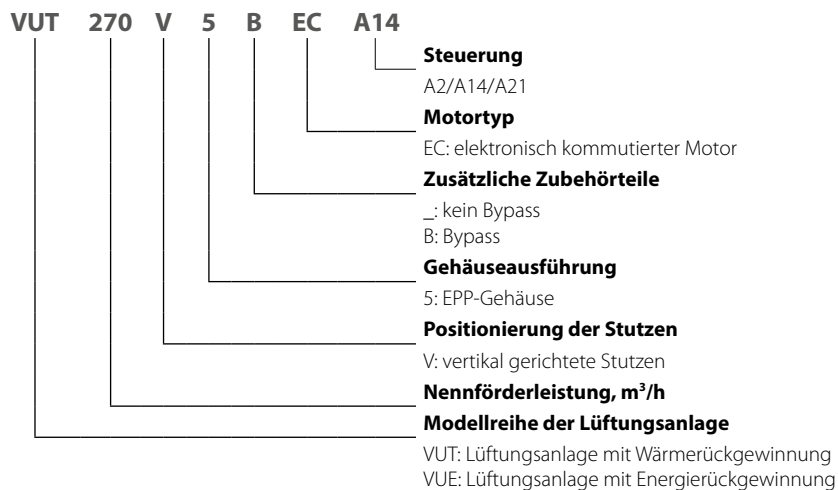 VUT 270 V 5 B EC A14
Steuerung
A2/A14/A21
Motortyp
EC: elektronisch kommutierter Motor
Zusätzliche Zubehörteile
_: kein Bypass
B: Bypass
Gehäuseausführung
5: EPP-Gehäuse
Positionierung der Stutzen
V: vertikal gerichtete Stutzen
Nennförderleistung, m³/h
Modellreihe der Lüftungsanlage
VUT: Lüftungsanlage mit Wärmerückgewinnung
VUE: Lüftungsanlage mit Energierückgewinnung